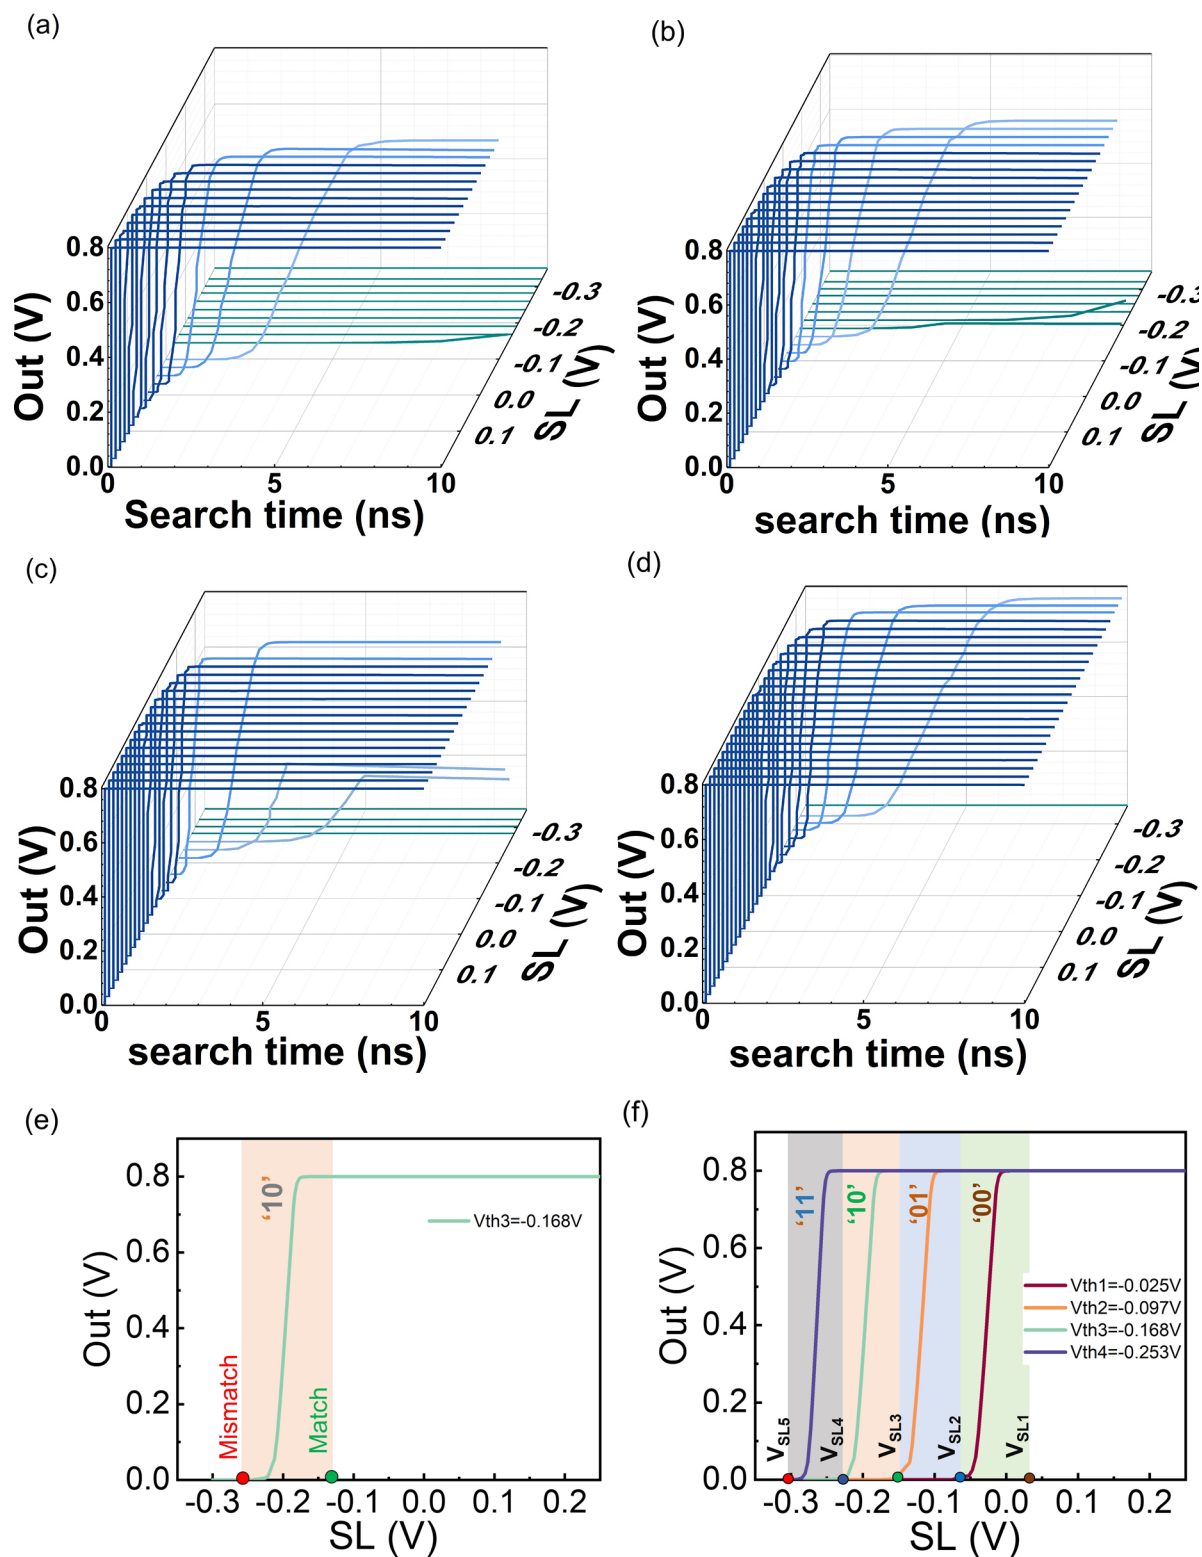 (a)
0.8
0.6
0.4
0.2
0.0
Out (V)
0
5
10
Search time (ns)
-0.3
-0.2
-0.1
0.0
0.1
SL (V)
(b)
0.8
0.6
0.4
0.2
0.0
Out (V)
0
5
10
search time (ns)
-0.3
-0.2
-0.1
0.0
0.1
SL (V)
(c)
0.8
0.6
0.4
0.2
0.0
Out (V)
0
5
10
search time (ns)
-0.3
-0.2
-0.1
0.0
0.1
SL (V)
(d)
0.8
0.6
0.4
0.2
0.0
Out (V)
0
5
10
search time (ns)
-0.3
-0.2
-0.1
0.0
0.1
SL (V)
(e)
0.8
0.6
0.4
0.2
0.0
Out (V)
‘10’
Vth3=-0.168V
Mismatch
Match
-0.3 -0.2 -0.1 0.0 0.1 0.2
SL (V)
(f)
0.8
0.6
0.4
0.2
0.0
Out (V)
‘11’
‘10’
‘01’
‘00’
Vth1=-0.025V
Vth2=-0.097V
Vth3=-0.168V
Vth4=-0.253V
VSL5
VSL4
VSL3
VSL2
VSL1
-0.3 -0.2 -0.1 0.0 0.1 0.2
SL (V)